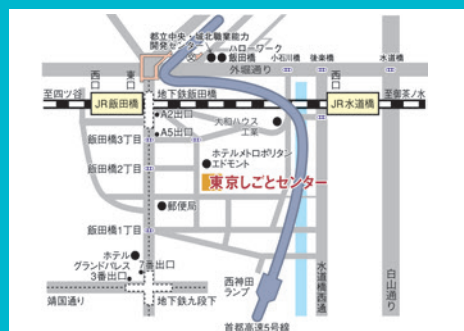 都立中央・城北職業能力
開発センター
ハローワーク
飯田橋
小石川橋
後楽橋
水道橋
外堀通り
至四ツ谷
西口
東口
JR飯田橋
地下鉄飯田橋
西口
JR水道橋
至御茶ノ水
A2出口
大和ハウス
工業
飯田橋3丁目
A5出口
ホテルメトロポリタン
エドモント
飯田橋2丁目
東京しごとセンター
郵便局
飯田橋1丁目
ホテル
グランドパレス
7番出口
3番出口
西神田
ランプ
水道橋西通り
白山通り
靖国通り
地下鉄九段下
首都高速5号線